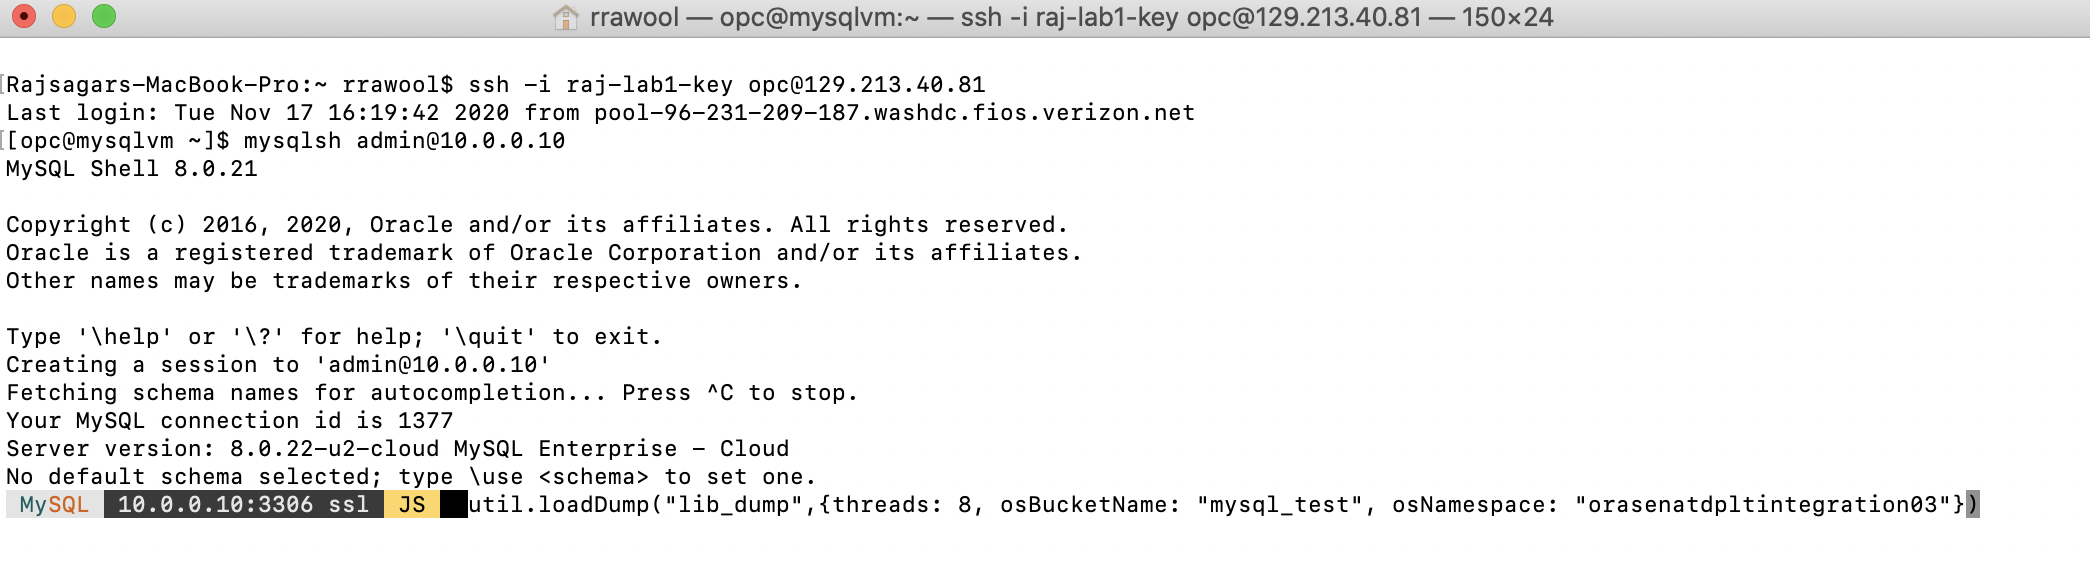 rrawool — opc@mysqlvm:~ — ssh -i raj-lab1-key opc@129.213.40.81 — 150×24
[Rajsagars-MacBook-Pro:~ rrawool$ ssh -i raj-lab1-key opc@129.213.40.81
Last login: Tue Nov 17 16:19:42 2020 from pool-96-231-209-187.washdc.fios.verizon.net
[[opc@mysqlvm ~]$ mysqlsh admin@10.0.0.10
MySQL Shell 8.0.21
Copyright (c) 2016, 2020, Oracle and/or its affiliates. All rights reserved.
Oracle is a registered trademark of Oracle Corporation and/or its affiliates.
Other names may be trademarks of their respective owners.
Type '\help' or '\?' for help; '\quit' to exit.
Creating a session to 'admin@10.0.0.10'
Fetching schema names for autocompletion... Press ^C to stop.
Your MySQL connection id is 1377
Server version: 8.0.22-u2-cloud MySQL Enterprise - Cloud
No default schema selected; type \use <schema> to set one.
MySQL 10.0.0.10:3306 ssl JS util.loadDump("lib_dump",{threads: 8, osBucketName: "mysql_test", osNamespace: "orasenatdpltintegration03"})